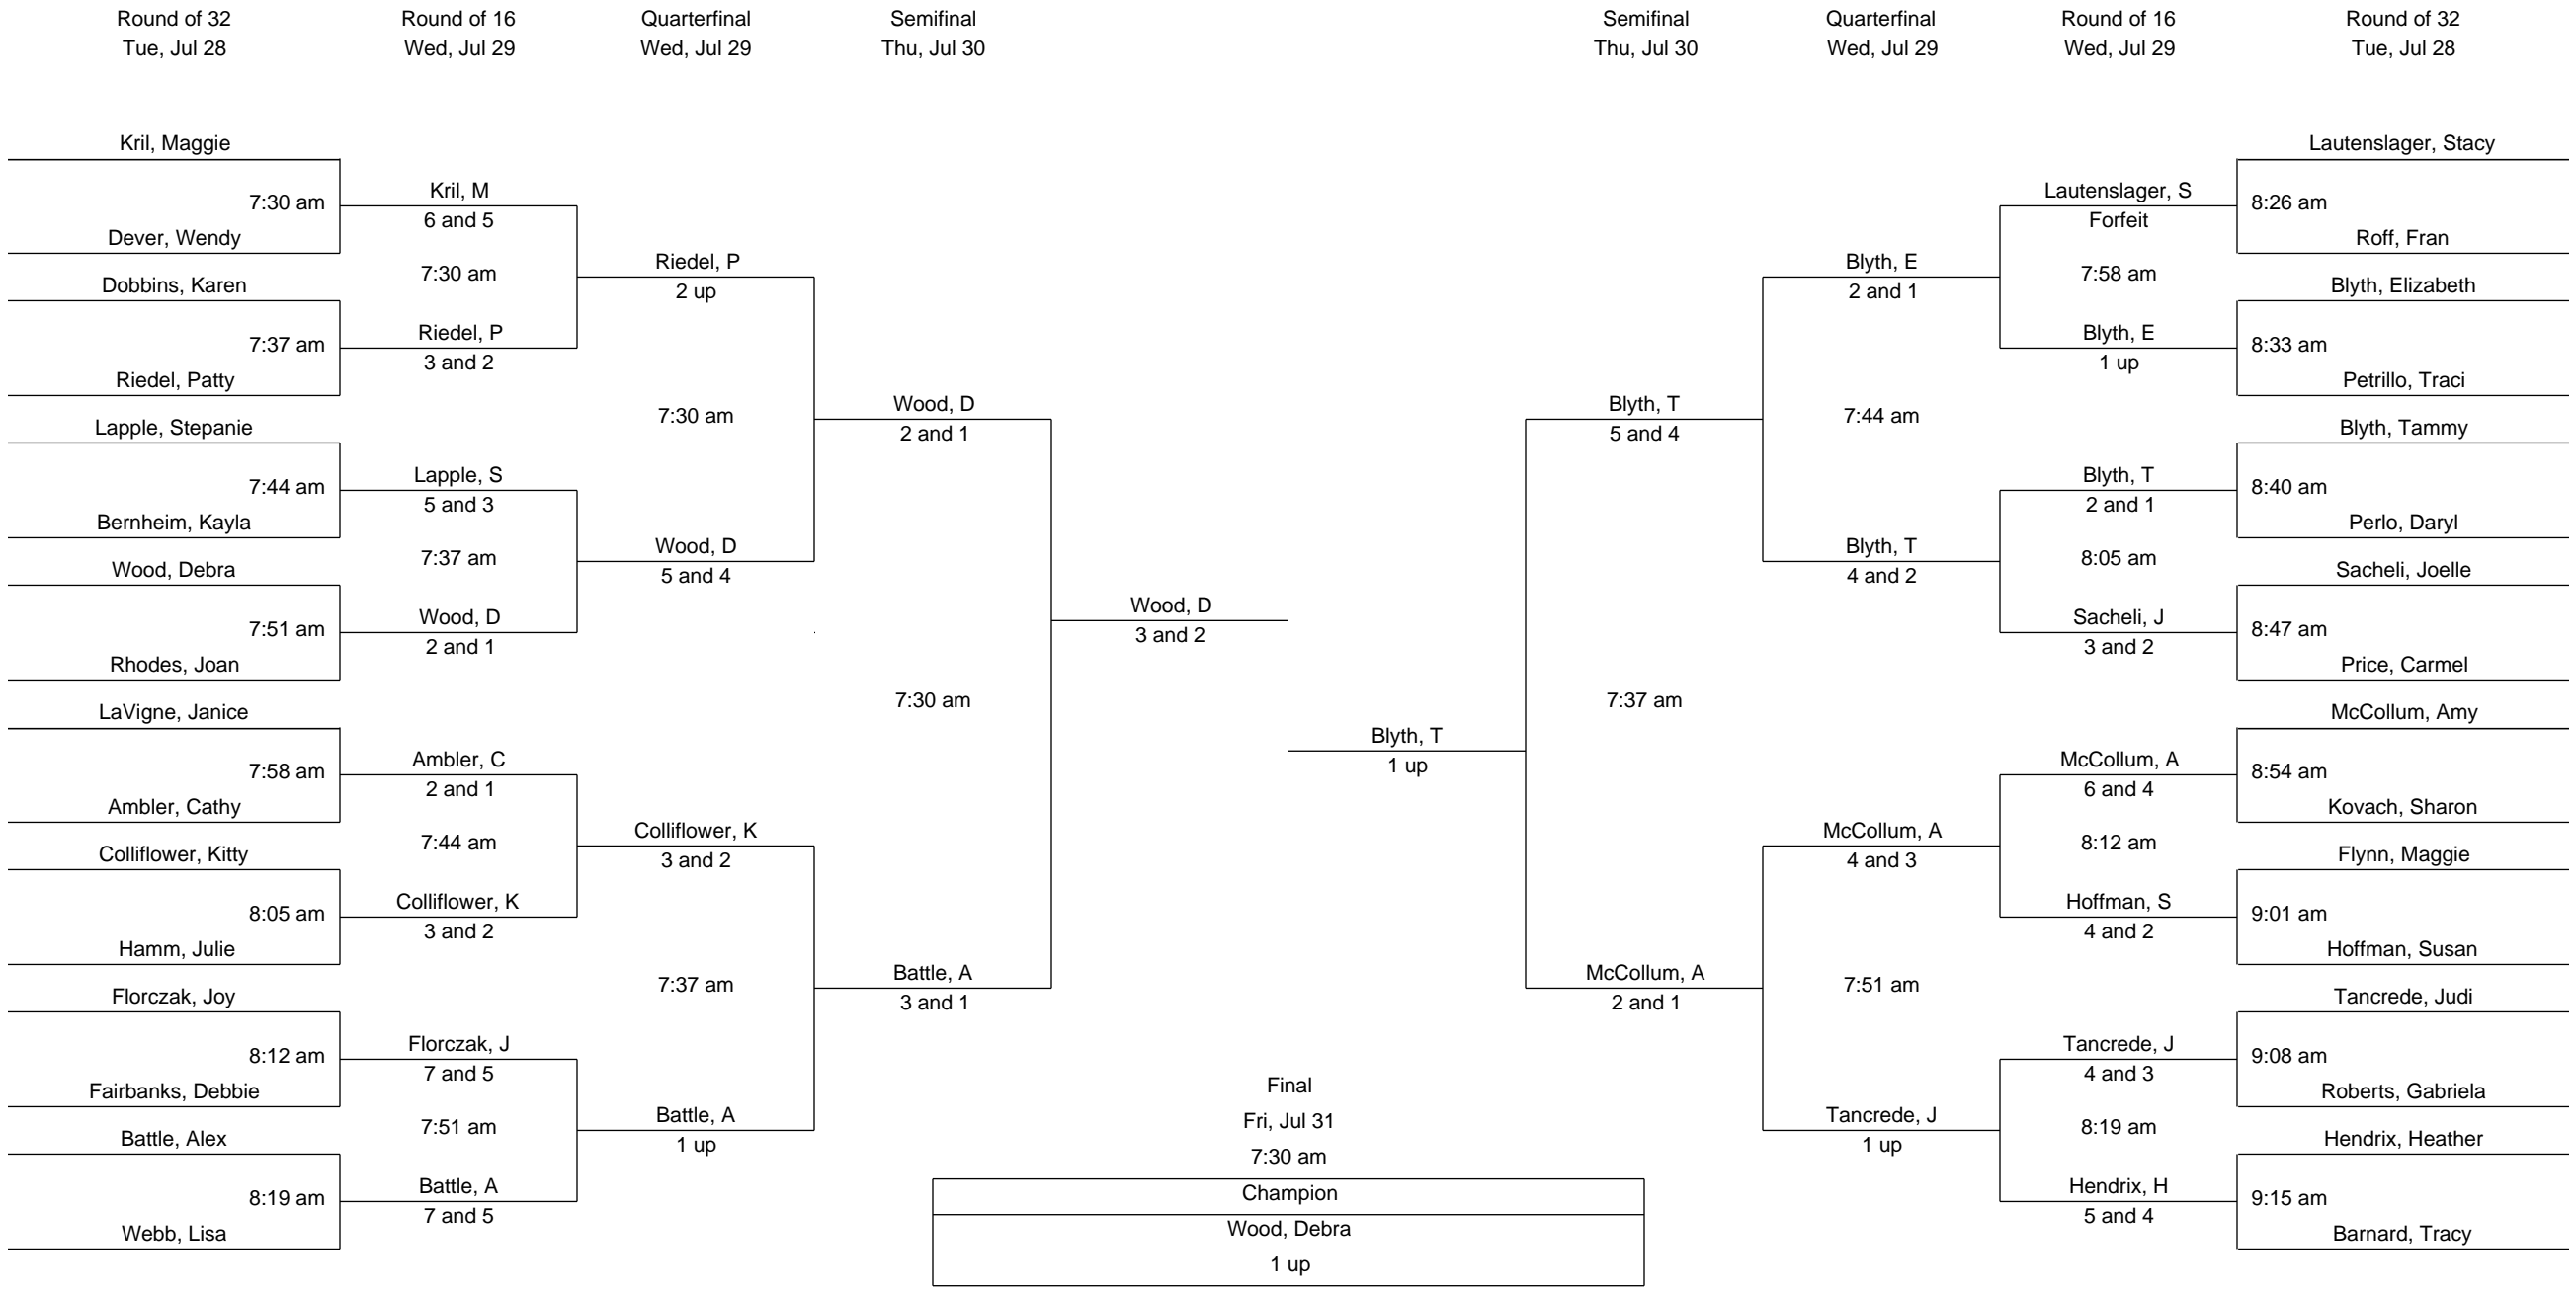 Round of 32
Tue, Jul 28
Round of 16
Wed, Jul 29
Quarterfinal
Wed, Jul 29
Semifinal
Thu, Jul 30
Semifinal
Thu, Jul 30
Quarterfinal
Wed, Jul 29
Round of 16
Wed, Jul 29
Round of 32
Tue, Jul 28
Kril, Maggie
7:30 am
Dever, Wendy
Dobbins, Karen
7:37 am
Riedel, Patty
Lapple, Stepanie
7:44 am
Bernheim, Kayla
Wood, Debra
7:51 am
Rhodes, Joan
LaVigne, Janice
7:58 am
Ambler, Cathy
Colliflower, Kitty
8:05 am
Hamm, Julie
Florczak, Joy
8:12 am
Fairbanks, Debbie
Battle, Alex
8:19 am
Webb, Lisa
Kril, M
6 and 5
7:30 am
Riedel, P
3 and 2
Lapple, S
5 and 3
7:37 am
Wood, D
2 and 1
Ambler, C
2 and 1
7:44 am
Colliflower, K
3 and 2
Florczak, J
7 and 5
7:51 am
Battle, A
7 and 5
Riedel, P
2 up
7:30 am
Wood, D
5 and 4
Colliflower, K
3 and 2
7:37 am
Battle, A
1 up
Wood, D
2 and 1
7:30 am
Battle, A
3 and 1
Wood, D
3 and 2
Blyth, T
1 up
Final
Fri, Jul 31
7:30 am
Champion
Wood, Debra
1 up
Blyth, T
5 and 4
7:37 am
McCollum, A
2 and 1
Blyth, E
2 and 1
7:44 am
Blyth, T
4 and 2
McCollum, A
4 and 3
7:51 am
Tancrede, J
1 up
Lautenslager, S
Forfeit
7:58 am
Blyth, E
1 up
Blyth, T
2 and 1
8:05 am
Sacheli, J
3 and 2
McCollum, A
6 and 4
8:12 am
Hoffman, S
4 and 2
Tancrede, J
4 and 3
8:19 am
Hendrix, H
5 and 4
Lautenslager, Stacy
8:26 am
Roff, Fran
Blyth, Elizabeth
8:33 am
Petrillo, Traci
Blyth, Tammy
8:40 am
Perlo, Daryl
Sacheli, Joelle
8:47 am
Price, Carmel
McCollum, Amy
8:54 am
Kovach, Sharon
Flynn, Maggie
9:01 am
Hoffman, Susan
Tancrede, Judi
9:08 am
Roberts, Gabriela
Hendrix, Heather
9:15 am
Barnard, Tracy